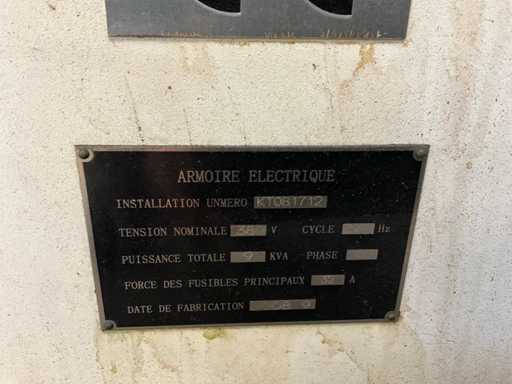 ARMOIRE ELECTRIQUE
INSTALLATION UNMERO KT081712
TENSION NOMINALE V CYCLE Hz
PUISSANCE TOTALE 9 KVA PHASE
FORCE DES FUSIBLES PRINCIPAUX A
DATE DE FABRICATION